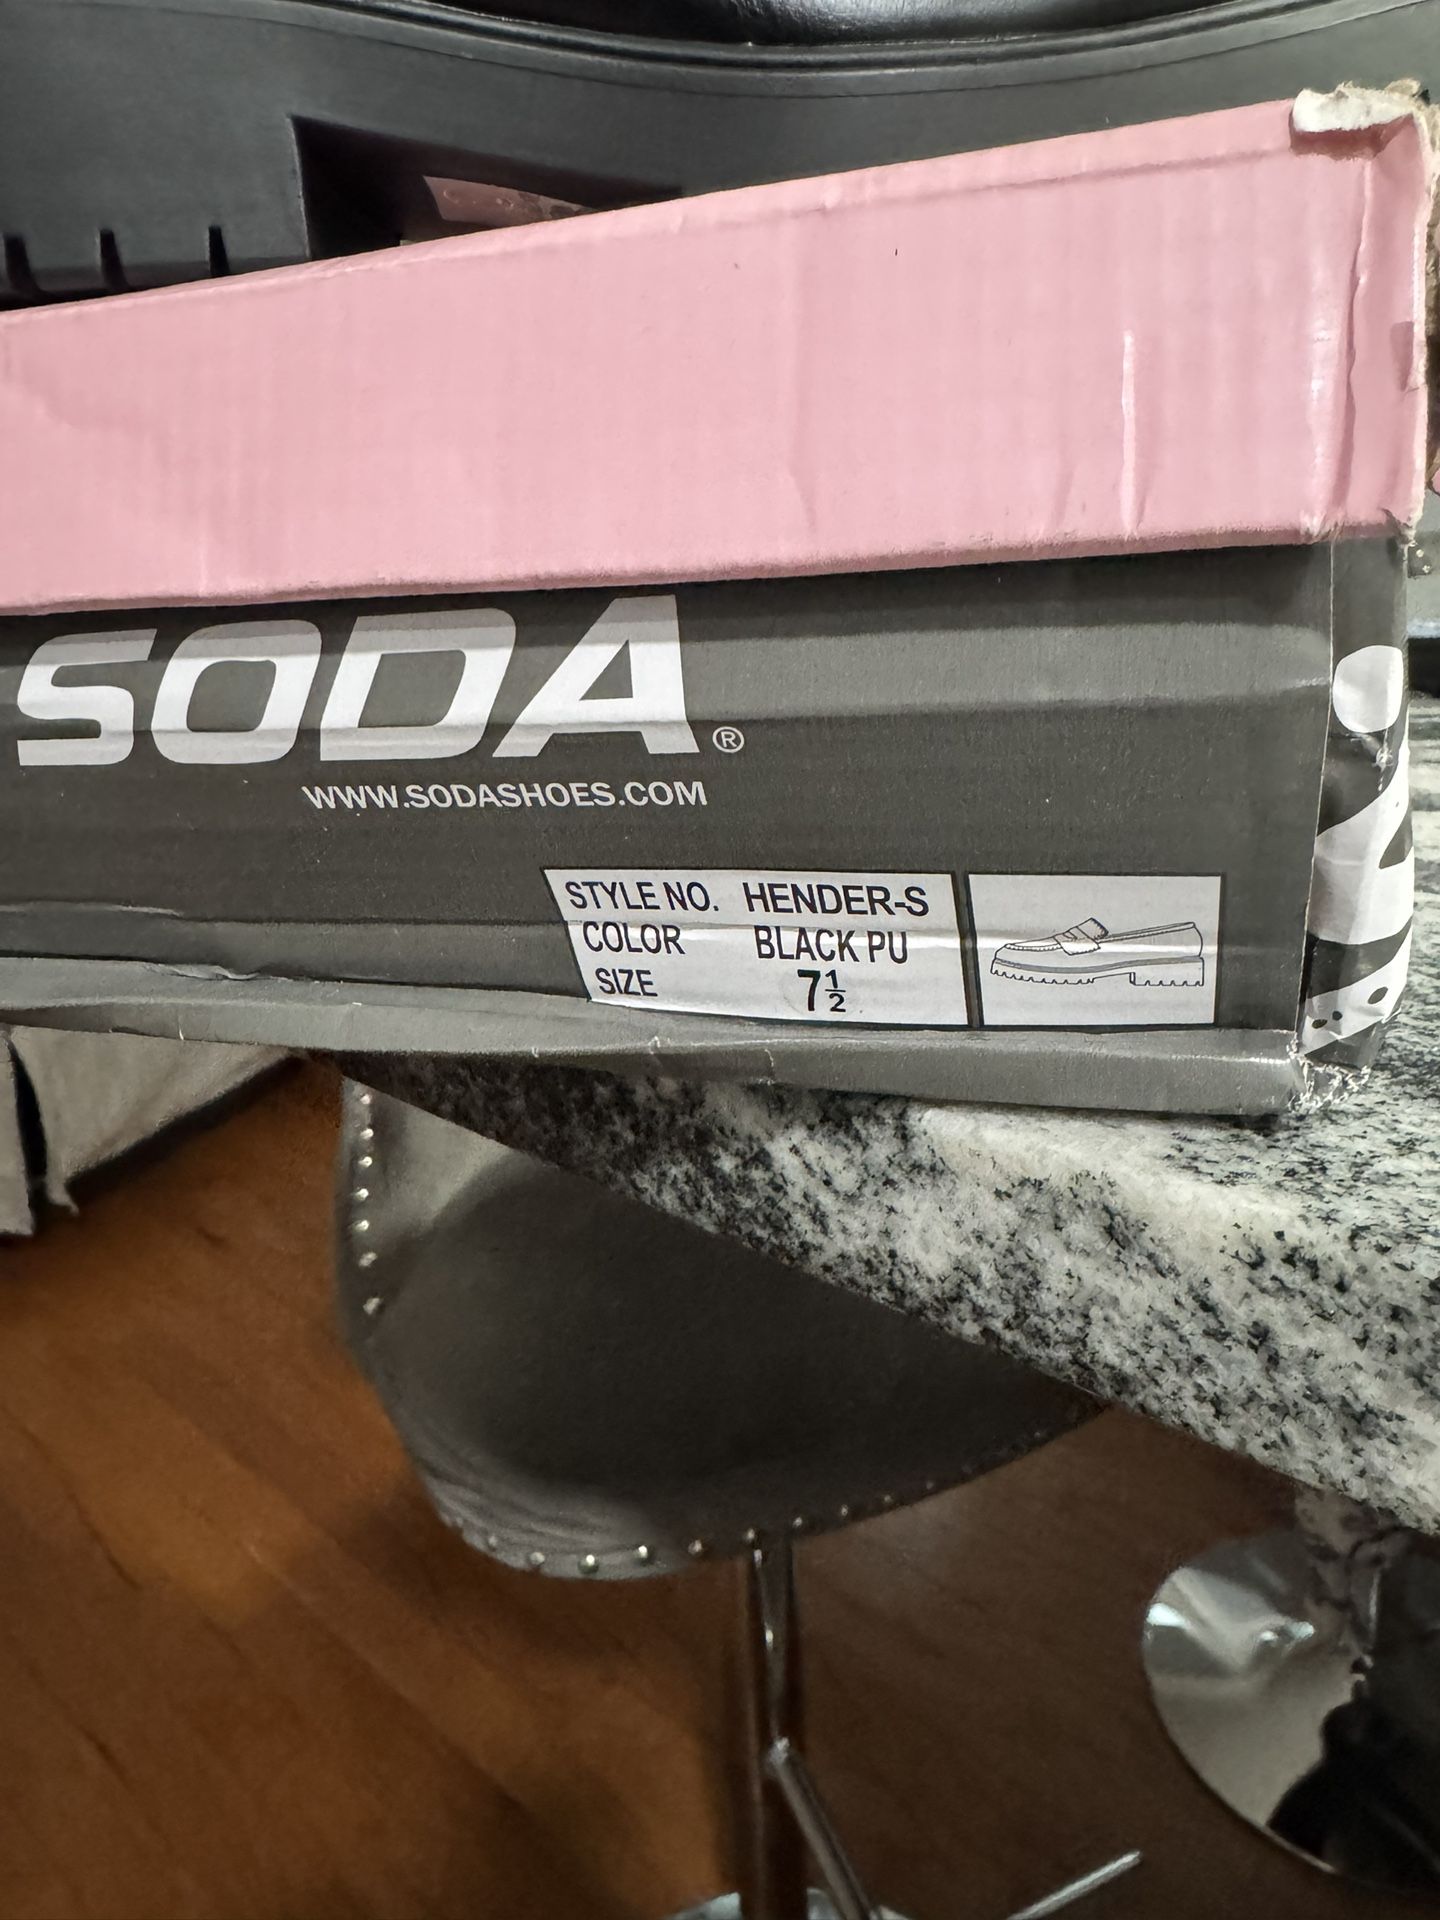 SODA®
WWW.SODASHOES.COM
STYLE NO. HENDER-S
COLOR BLACK PU
SIZE 7½